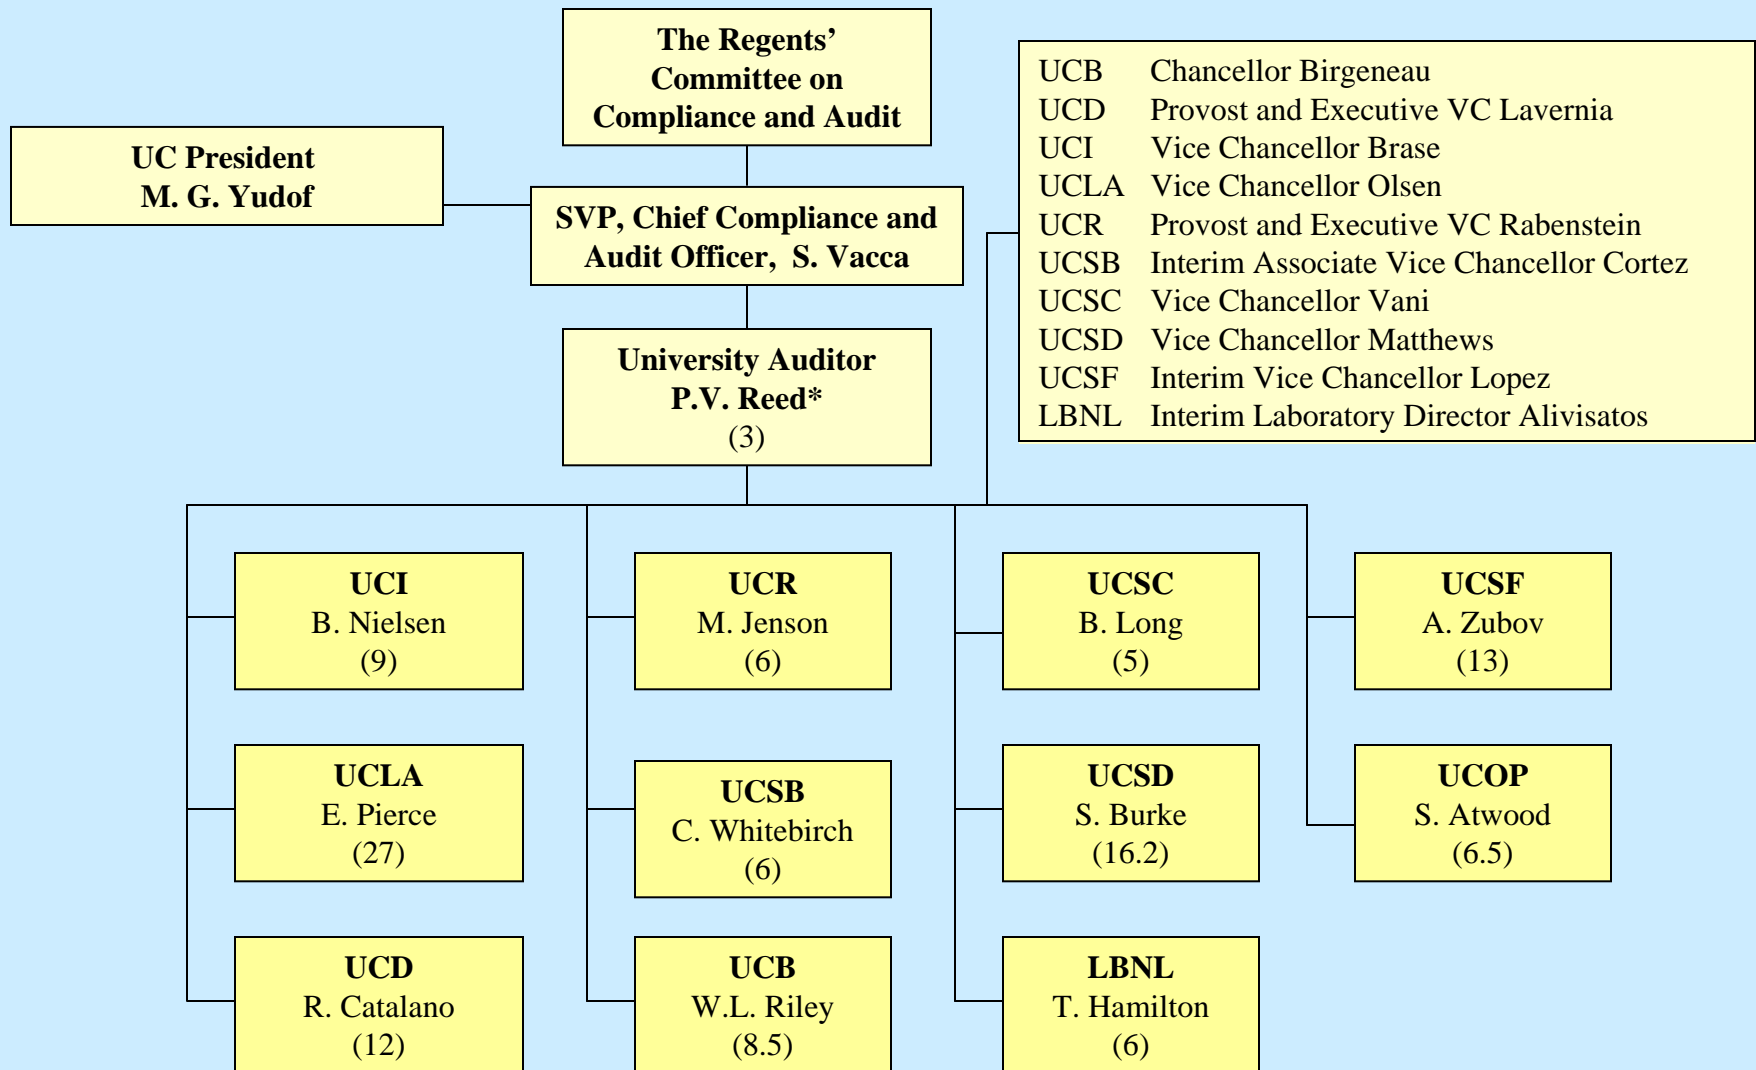 The Regents'
Committee on
Compliance and Audit
UC President
M. G. Yudof
SVP, Chief Compliance and
Audit Officer, S. Vacca
University Auditor
P.V. Reed*
(3)
UCB Chancellor Birgeneau
UCD Provost and Executive VC Lavernia
UCI Vice Chancellor Brase
UCLA Vice Chancellor Olsen
UCR Provost and Executive VC Rabenstein
UCSB Interim Associate Vice Chancellor Cortez
UCSC Vice Chancellor Vani
UCSD Vice Chancellor Matthews
UCSF Interim Vice Chancellor Lopez
LBNL Interim Laboratory Director Alivisatos
UCI
B. Nielsen
(9)
UCR
M. Jenson
(6)
UCSC
B. Long
(5)
UCSF
A. Zubov
(13)
UCLA
E. Pierce
(27)
UCSB
C. Whitebirch
(6)
UCSD
S. Burke
(16.2)
UCOP
S. Atwood
(6.5)
UCD
R. Catalano
(12)
UCB
W.L. Riley
(8.5)
LBNL
T. Hamilton
(6)